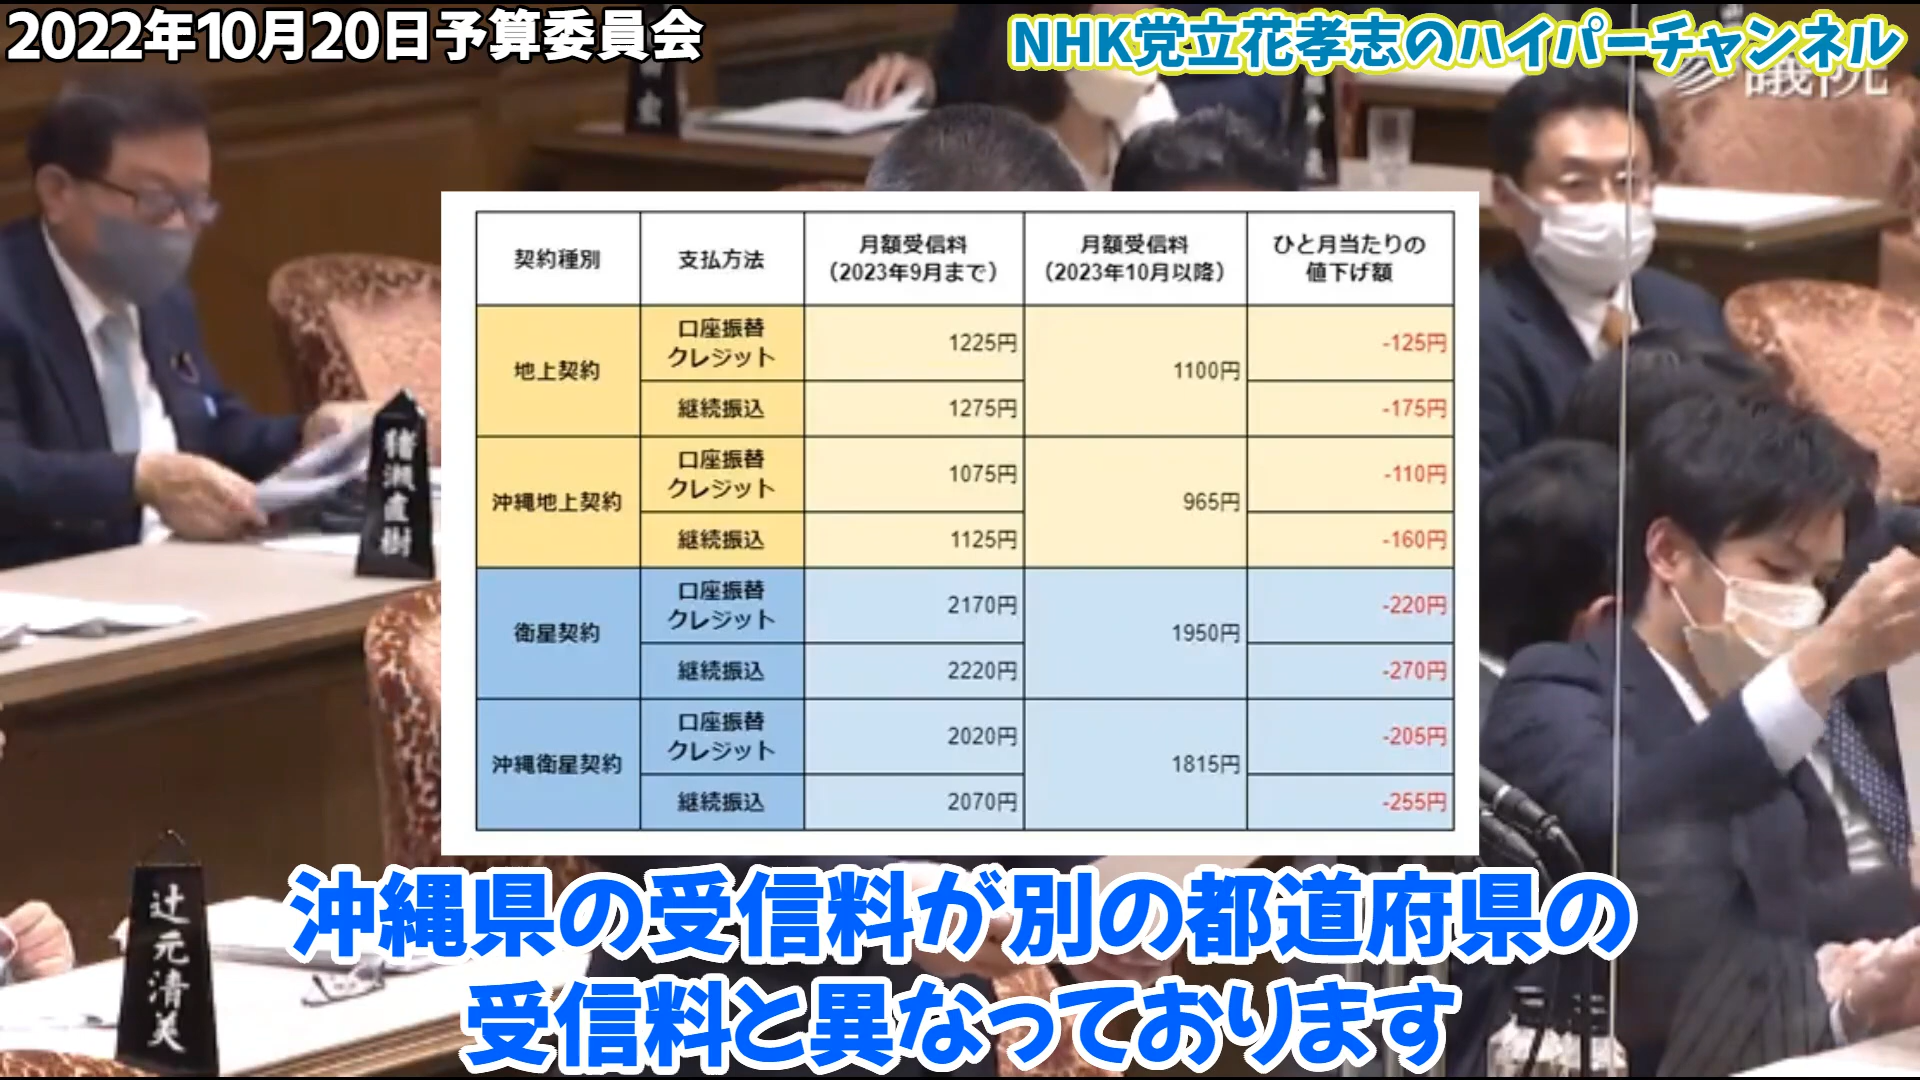 2022年10月20日予算委員会
NHK党立花孝志のハイパーチャンネル
参議院
契約種別
支払方法
月額受信料
（2023年9月まで）
月額受信料
（2023年10月以降）
ひと月当たりの
値下げ額
地上契約
口座振替
クレジット
1225円
1100円
-125円
継続振込
1275円
-175円
沖縄地上契約
口座振替
クレジット
1075円
965円
-110円
継続振込
1125円
-160円
衛星契約
口座振替
クレジット
2170円
1950円
-220円
継続振込
2220円
-270円
沖縄衛星契約
口座振替
クレジット
2020円
1815円
-205円
継続振込
2070円
-255円
猪瀬直樹
辻元清美
沖縄県の受信料が別の都道府県の
受信料と異なっております